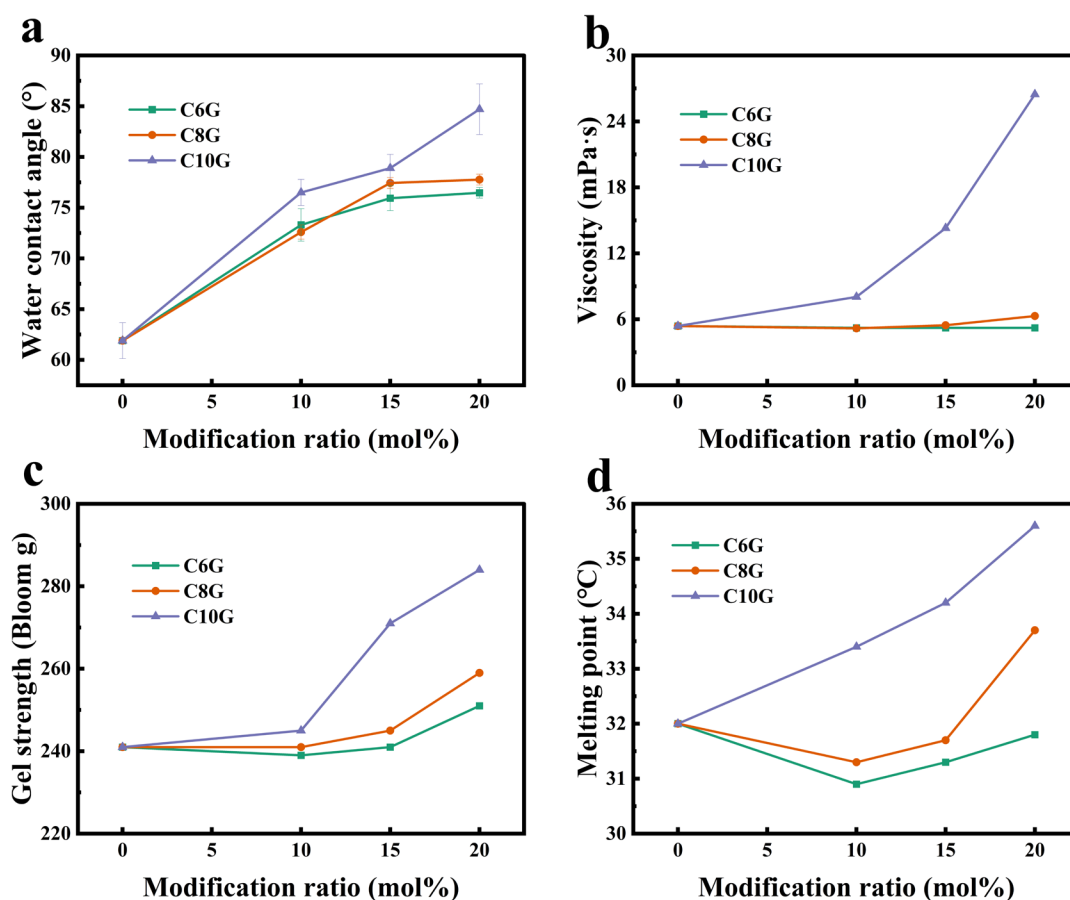 a
Water contact angle (°)
90
85
80
75
70
65
60
C6G
C8G
C10G
0 5 10 15 20
Modification ratio (mol%)
b
Viscosity (mPa·s)
30
24
18
12
6
0
C6G
C8G
C10G
0 5 10 15 20
Modification ratio (mol%)
c
Gel strength (Bloom g)
300
280
260
240
220
C6G
C8G
C10G
0 5 10 15 20
Modification ratio (mol%)
d
Melting point (°C)
36
35
34
33
32
31
30
C6G
C8G
C10G
0 5 10 15 20
Modification ratio (mol%)